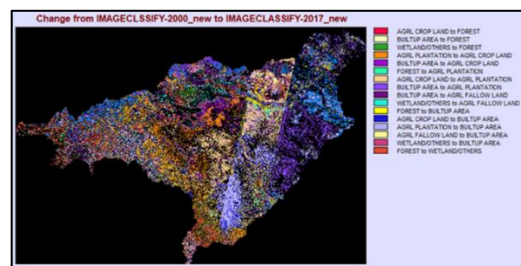 Change from IMAGECLSSIFY-2000_new to IMAGECLASSIFY-2017_new
AGRL CROP LAND to FOREST
BUILTUP AREA to FOREST
WETLAND/OTHERS to FOREST
AGRL PLANTATION to AGRL CROP LAND
BUILTUP AREA to AGRL CROP LAND
FOREST to AGRL PLANTATION
AGRL CROP LAND to AGRL PLANTATION
BUILTUP AREA to AGRL PLANTATION
BUILTUP AREA to AGRL FALLOW LAND
WETLAND/OTHERS to AGRL FALLOW LAND
FOREST to BUILTUP AREA
AGRL CROP LAND to BUILTUP AREA
AGRL PLANTATION to BUILTUP AREA
AGRL FALLOW LAND to BUILTUP AREA
WETLAND/OTHERS to BUILTUP AREA
FOREST to WETLAND/OTHERS